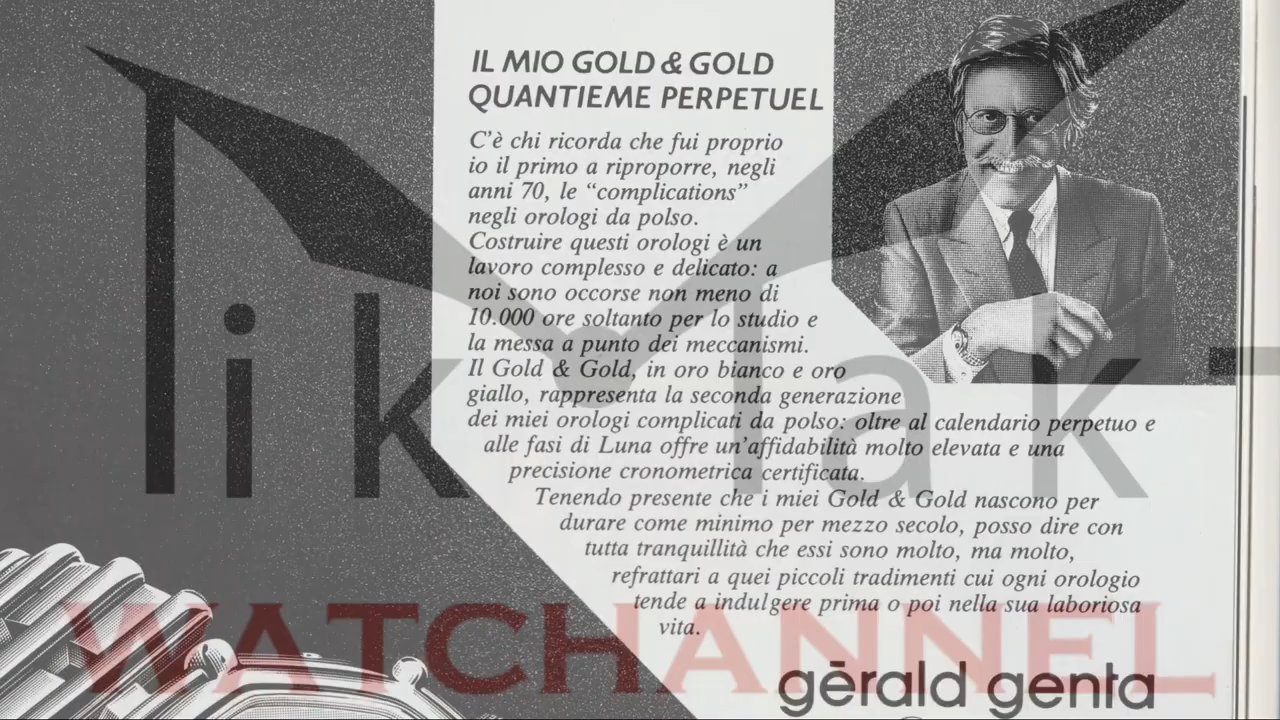 IL MIO GOLD & GOLD
QUANTIEME PERPETUEL
C'è chi ricorda che fui proprio
io il primo a riproporre, negli
anni 70, le “complications”
negli orologi da polso.
Costruire questi orologi è un
lavoro complesso e delicato: a
noi sono occorse non meno di
10.000 ore soltanto per lo studio e
la messa a punto dei meccanismi.
Il Gold & Gold, in oro bianco e oro
giallo, rappresenta la seconda generazione
dei miei orologi complicati da polso: oltre al calendario perpetuo e
alle fasi di Luna offre un'affidabilità molto elevata e una
precisione cronometrica certificata.
Tenendo presente che i miei Gold & Gold nascono per
durare come minimo per mezzo secolo, posso dire con
tutta tranquillità che essi sono molto, ma molto,
refrattari a quei piccoli tradimenti cui ogni orologio
tende a indulgere prima o poi nella sua laboriosa
vita.
gērald genta
Tik Tak
WATCHANNEL